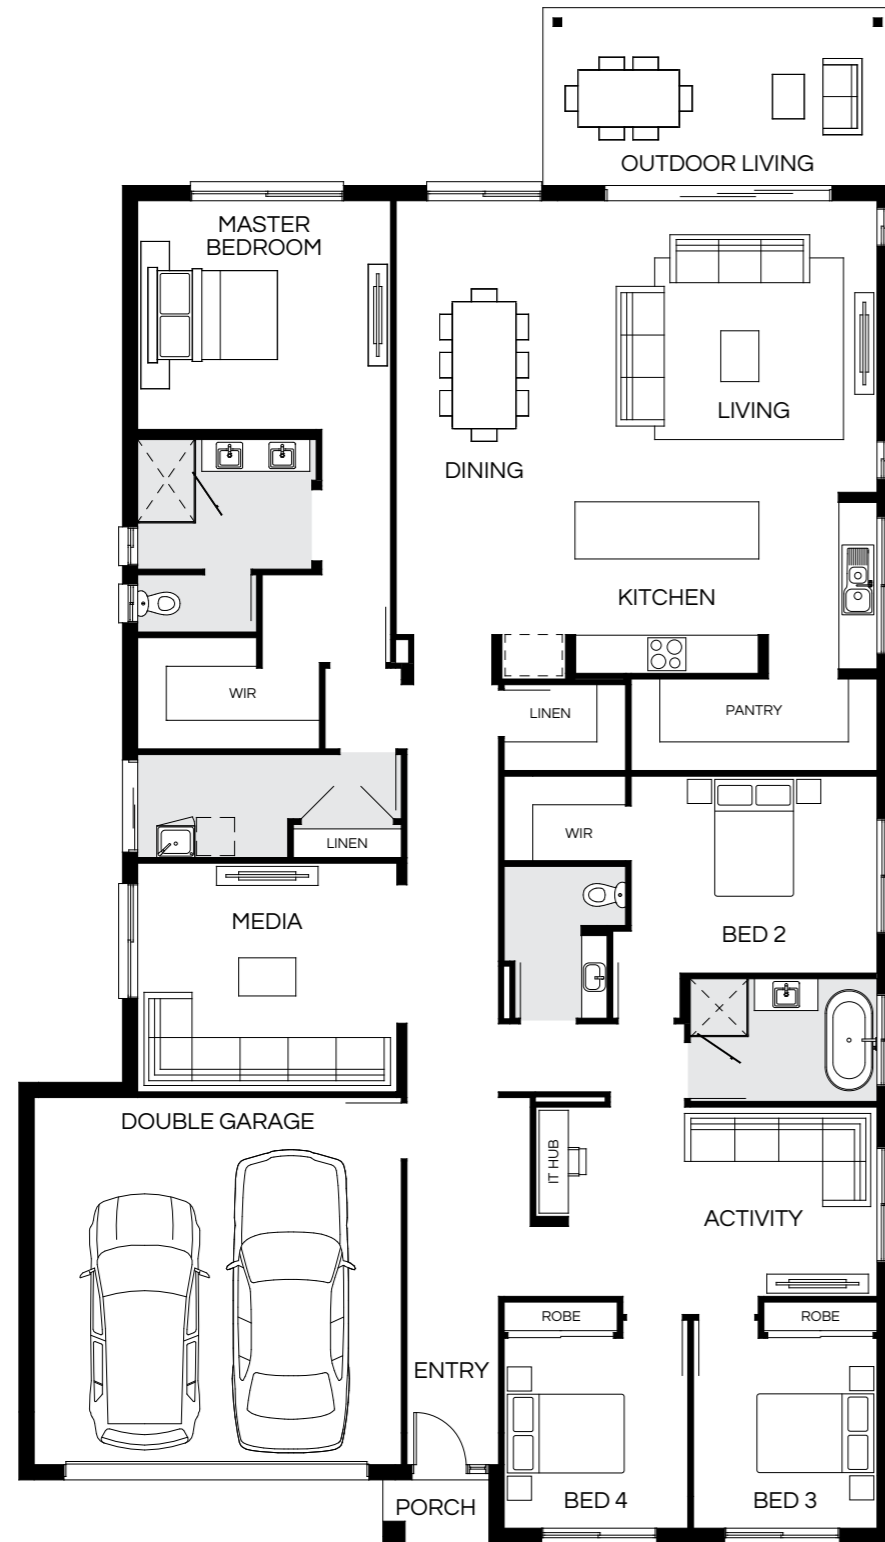 OUTDOOR LIVING
MASTER
BEDROOM
LIVING
DINING
KITCHEN
WIR
LINEN
PANTRY
WIR
LINEN
MEDIA
BED 2
DOUBLE GARAGE
IT HUB
ACTIVITY
ROBE
ROBE
ENTRY
BED 4
BED 3
PORCH